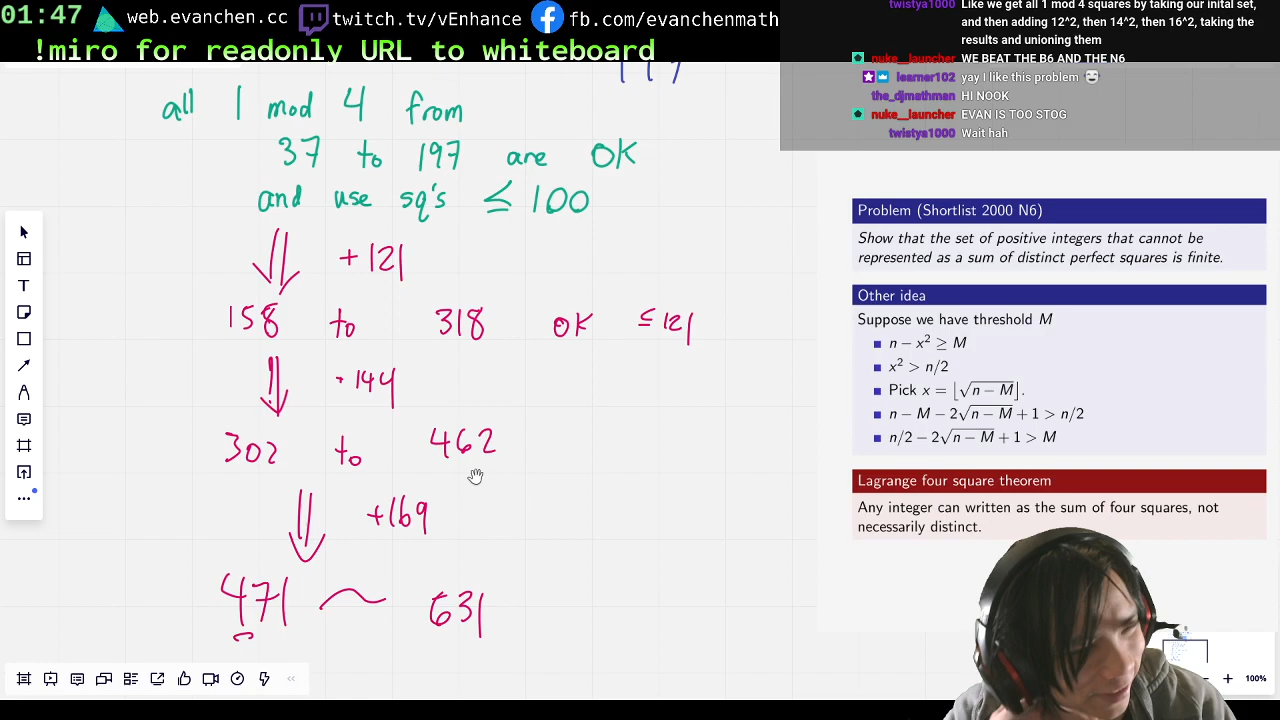 01:47 web.evanchen.cc twitch.tv/vEnhance fb.com/evanchenmath
!miro for readonly URL to whiteboard
twistya1000 Like we get all 1 mod 4 squares by taking our inital set,
and then adding 12^2, then 14^2, then 16^2, taking the
results and unioning them
nuke__launcher WE BEAT THE B6 AND THE N6
learner102 yay I like this problem
the_djmathman HI NOOK
nuke__launcher EVAN IS TOO STOG
twistya1000 Wait hah
all 1 mod 4 from
37 to 197 are OK
and use sq's ≤ 100
+121
158 to 318 OK ≤121
+144
302 to 462
+169
471 ~ 631
Problem (Shortlist 2000 N6)
Show that the set of positive integers that cannot be
represented as a sum of distinct perfect squares is finite.
Other idea
Suppose we have threshold M
n − x² ≥ M
x² > n/2
Pick x = ⌊√(n − M)⌋.
n − M − 2√(n − M) + 1 > n/2
n/2 − 2√(n − M) + 1 > M
Lagrange four square theorem
Any integer can written as the sum of four squares, not
necessarily distinct.
100%